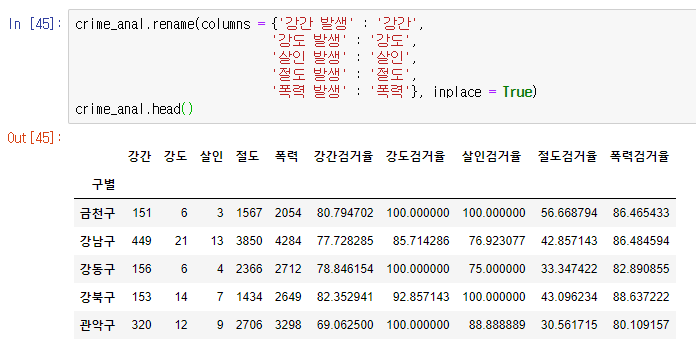 In [45]: crime_anal.rename(columns = {'강간 발생' : '강간',
'강도 발생' : '강도',
'살인 발생' : '살인',
'절도 발생' : '절도',
'폭력 발생' : '폭력'}, inplace = True)
crime_anal.head()
Out[45]:
강간 강도 살인 절도 폭력 강간검거율 강도검거율 살인검거율 절도검거율 폭력검거율
구별
금천구 151 6 3 1567 2054 80.794702 100.000000 100.000000 56.668794 86.465433
강남구 449 21 13 3850 4284 77.728285 85.714286 76.923077 42.857143 86.484594
강동구 156 6 4 2366 2712 78.846154 100.000000 75.000000 33.347422 82.890855
강북구 153 14 7 1434 2649 82.352941 92.857143 100.000000 43.096234 88.637222
관악구 320 12 9 2706 3298 69.062500 100.000000 88.888889 30.561715 80.109157